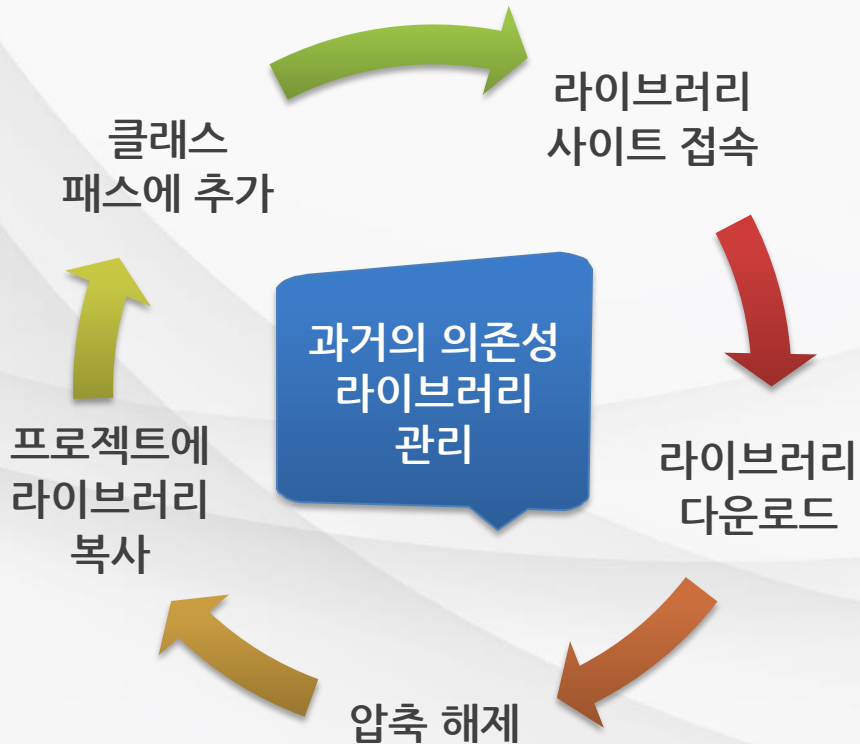 과거의 의존성
라이브러리
관리
라이브러리
사이트 접속
라이브러리
다운로드
압축 해제
프로젝트에
라이브러리
복사
클래스
패스에 추가